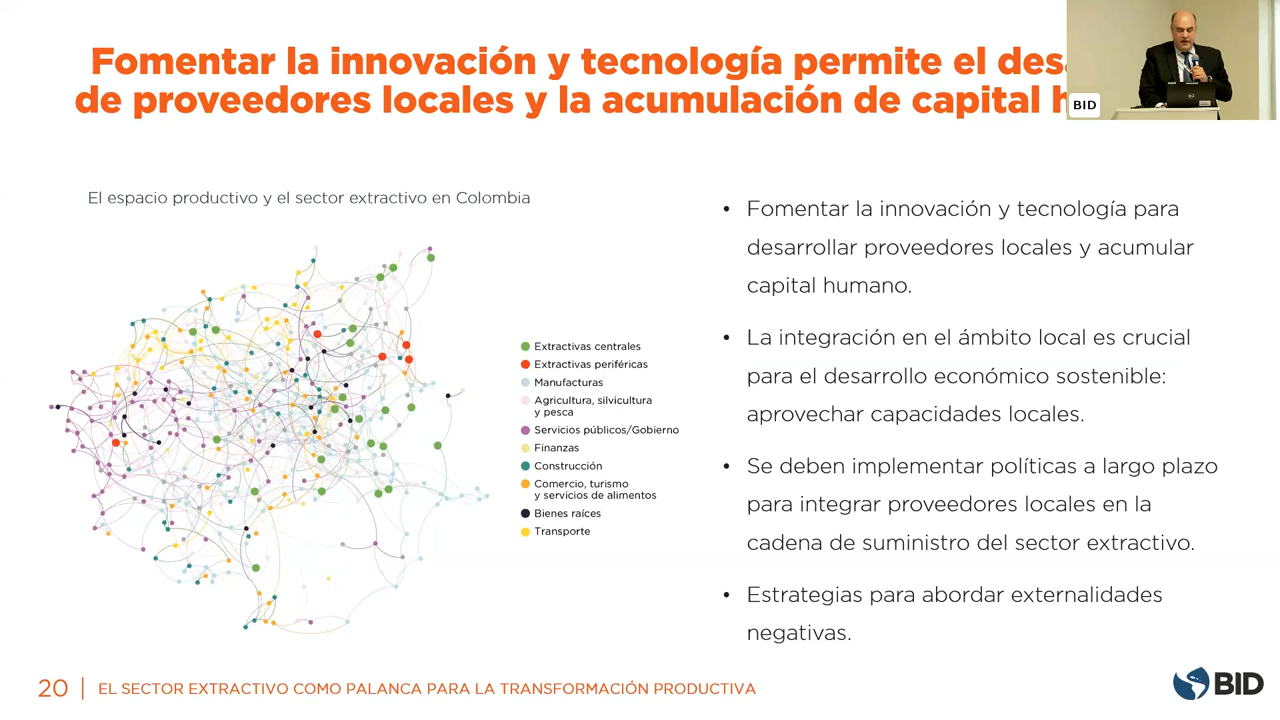 Fomentar la innovación y tecnología permite el
de proveedores locales y la acumulación de capital
BID
El espacio productivo y el sector extractivo en Colombia
Extractivas centrales
Extractivas periféricas
Manufacturas
Agricultura, silvicultura
y pesca
Servicios públicos/Gobierno
Finanzas
Construcción
Comercio, turismo
y servicios de alimentos
Bienes raíces
Transporte
• Fomentar la innovación y tecnología para
desarrollar proveedores locales y acumular
capital humano.
• La integración en el ámbito local es crucial
para el desarrollo económico sostenible:
aprovechar capacidades locales.
• Se deben implementar políticas a largo plazo
para integrar proveedores locales en la
cadena de suministro del sector extractivo.
• Estrategias para abordar externalidades
negativas.
20 | EL SECTOR EXTRACTIVO COMO PALANCA PARA LA TRANSFORMACIÓN PRODUCTIVA
BID